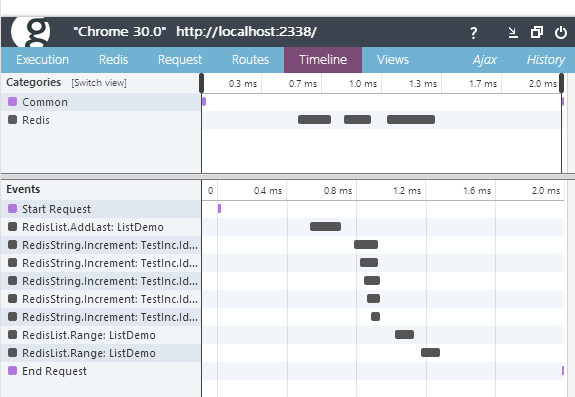 g "Chrome 30.0" http://localhost:2338/ ?
Execution Redis Request Routes Timeline Views Ajax History
Categories [Switch view] 0.3 ms 0.7 ms 1.0 ms 1.3 ms 1.7 ms 2.0 ms
Common
Redis
Events 0 0.4 ms 0.8 ms 1.2 ms 1.6 ms 2.0 ms
Start Request
RedisList.AddLast: ListDemo
RedisString.Increment: TestInc.Id...
RedisString.Increment: TestInc.Id...
RedisString.Increment: TestInc.Id...
RedisString.Increment: TestInc.Id...
RedisString.Increment: TestInc.Id...
RedisList.Range: ListDemo
RedisList.Range: ListDemo
End Request